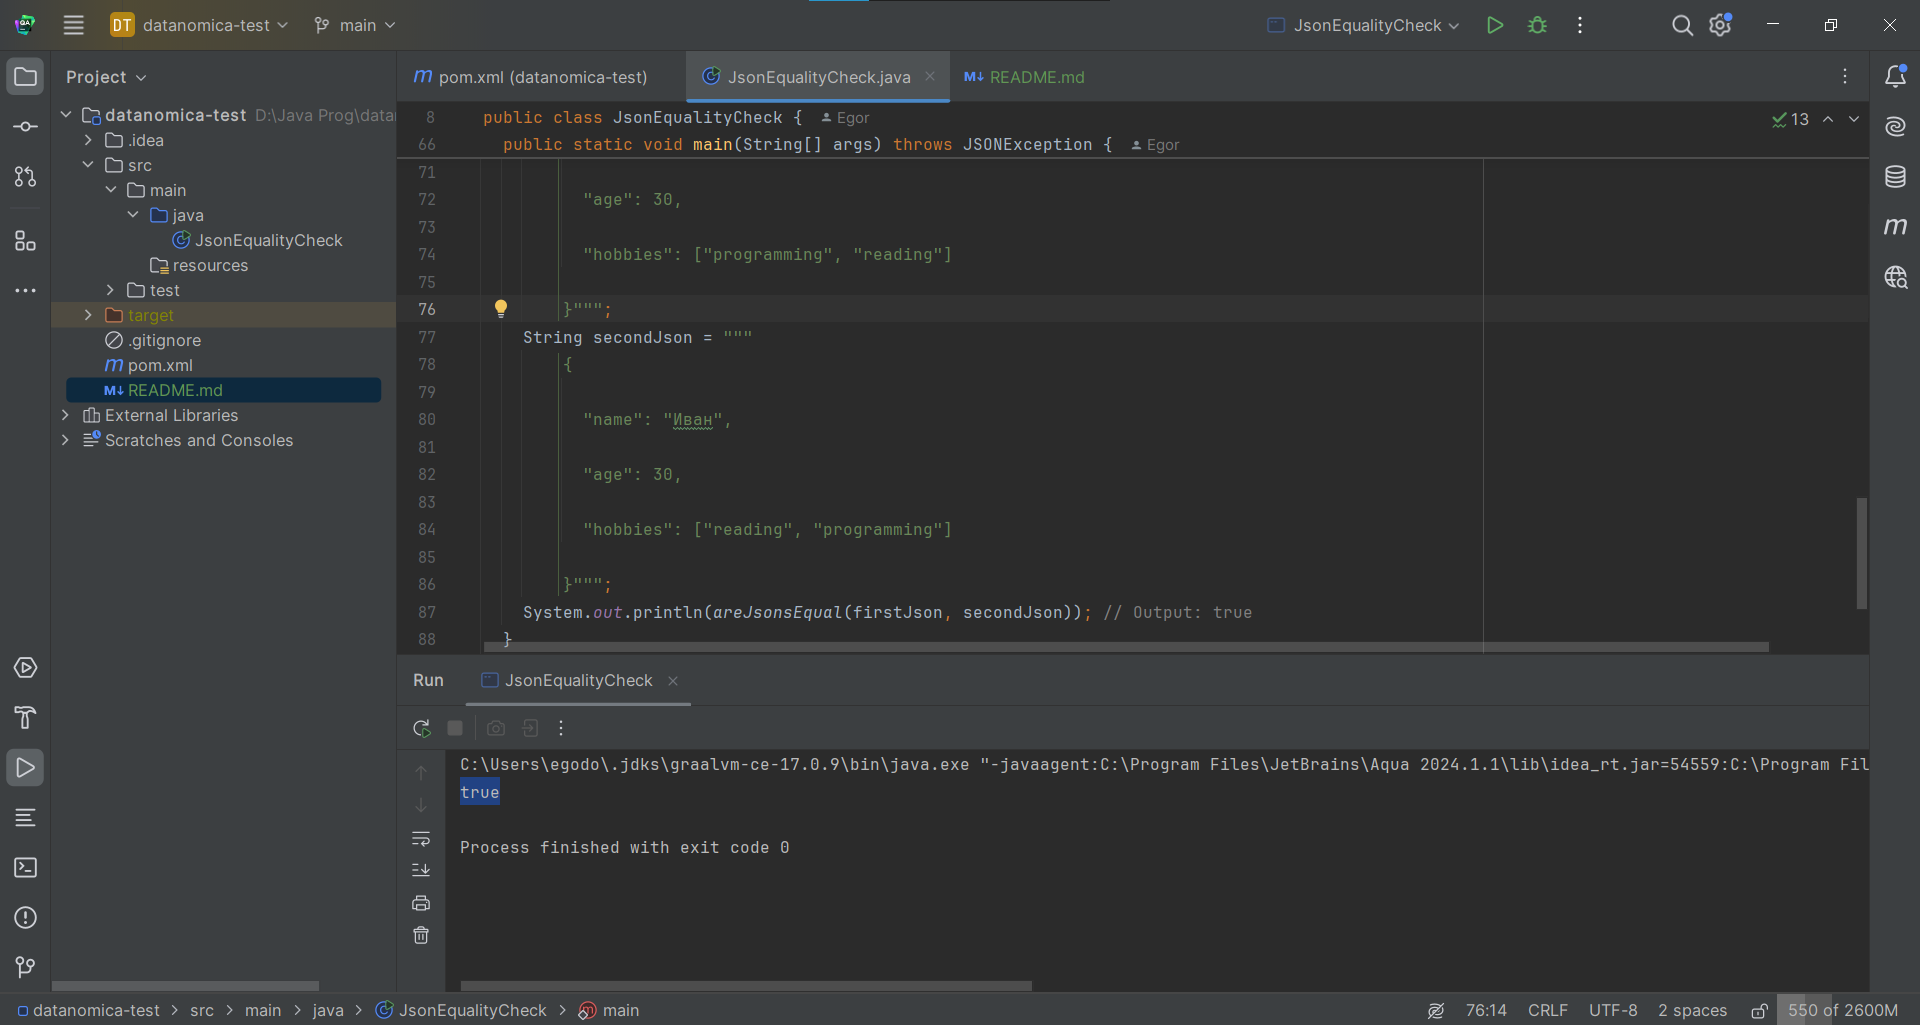 DT datanomica-test main JsonEqualityCheck
Project
datanomica-test D:\Java Prog\data
.idea
src
main
java
JsonEqualityCheck
resources
test
target
.gitignore
pom.xml
README.md
External Libraries
Scratches and Consoles
pom.xml (datanomica-test) JsonEqualityCheck.java README.md
8 public class JsonEqualityCheck { Egor
13
66 public static void main(String[] args) throws JSONException { Egor
71
72 "age": 30,
73
74 "hobbies": ["programming", "reading"]
75
76 }""";
77 String secondJson = """
78 {
79
80 "name": "Иван",
81
82 "age": 30,
83
84 "hobbies": ["reading", "programming"]
85
86 }""";
87 System.out.println(areJsonsEqual(firstJson, secondJson)); // Output: true
88 }
Run JsonEqualityCheck
C:\Users\egodo\.jdks\graalvm-ce-17.0.9\bin\java.exe "-javaagent:C:\Program Files\JetBrains\Aqua 2024.1.1\lib\idea_rt.jar=54559:C:\Program Fil
true
Process finished with exit code 0
datanomica-test > src > main > java > JsonEqualityCheck > main
76:14 CRLF UTF-8 2 spaces 550 of 2600M